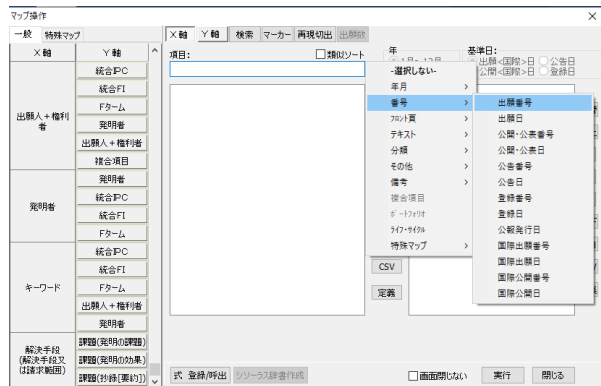 マップ操作
一般 特殊マップ
X 軸 Y 軸
出願人+権利者
統合IPC
統合FI
Fターム
発明者
出願人+権利者
複合項目
発明者
発明者
統合IPC
統合FI
Fターム
キーワード
統合IPC
統合FI
Fターム
出願人+権利者
発明者
解決手段
(解決手段又
は請求範囲)
課題(発明の課題)
課題(発明の効果)
課題(抄録[要約])
X 軸 Y 軸 検索 マーカー 再現切出 出願数
項目: 類似ソート
年
1月~12月
基準日:
出願<国際>日 公告日
公開<国際>日 登録日
-選択しない-
年月
番号
フロント頁
テキスト
分類
その他
備考
複合項目
ポートフォリオ
ライフ・サイクル
特殊マップ
出願番号
出願日
公開・公表番号
公開・公表日
公告番号
公告日
登録番号
登録日
公報発行日
国際出願番号
国際出願日
国際公開番号
国際公開日
CSV
定義
式 登録/呼出 シソーラス辞書作成 画面閉じない 実行 閉じる